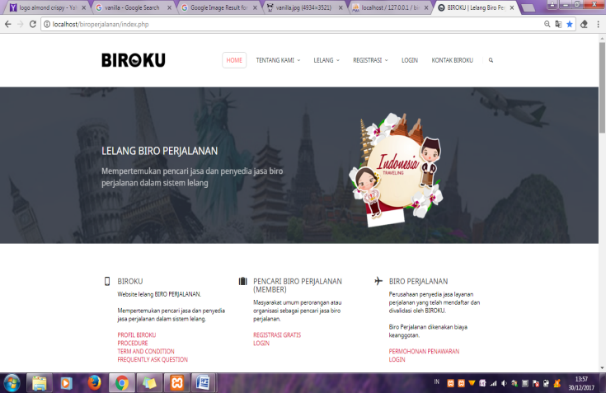 logo almond crispy - Yah
vanilla - Google Search
Google Image Result for
vanilla.jpg (4934×3521)
localhost / 127.0.0.1 / bi
BIROKU | Lelang Biro Per
localhost/biroperjalanan/index.php
BIROKU
HOME
TENTANG KAMI
LELANG
REGISTRASI
LOGIN
KONTAK BIROKU
LELANG BIRO PERJALANAN
Mempertemukan pencari jasa dan penyedia jasa biro
perjalanan dalam sistem lelang
Indonesia
TRAVELING
BIROKU
Website lelang BIRO PERJALANAN.
Mempertemukan pencari jasa dan penyedia
jasa biro perjalanan dalam sistem lelang.
PROFIL BIROKU
PROCEDURE
TERM AND CONDITION
FREQUENTLY ASK QUESTION
PENCARI BIRO PERJALANAN
(MEMBER)
Masyarakat umum perorangan atau
organisasi sebagai pencari jasa biro
perjalanan.
REGISTRASI GRATIS
LOGIN
BIRO PERJALANAN
Perusahaan penyedia jasa layanan
perjalanan yang telah mendaftar dan
divalidasi oleh BIROKU.
Biro Perjalanan dikenakan biaya
keanggotan.
PERMOHONAN PENAWARAN
LOGIN
IN
13:57
30/12/2017